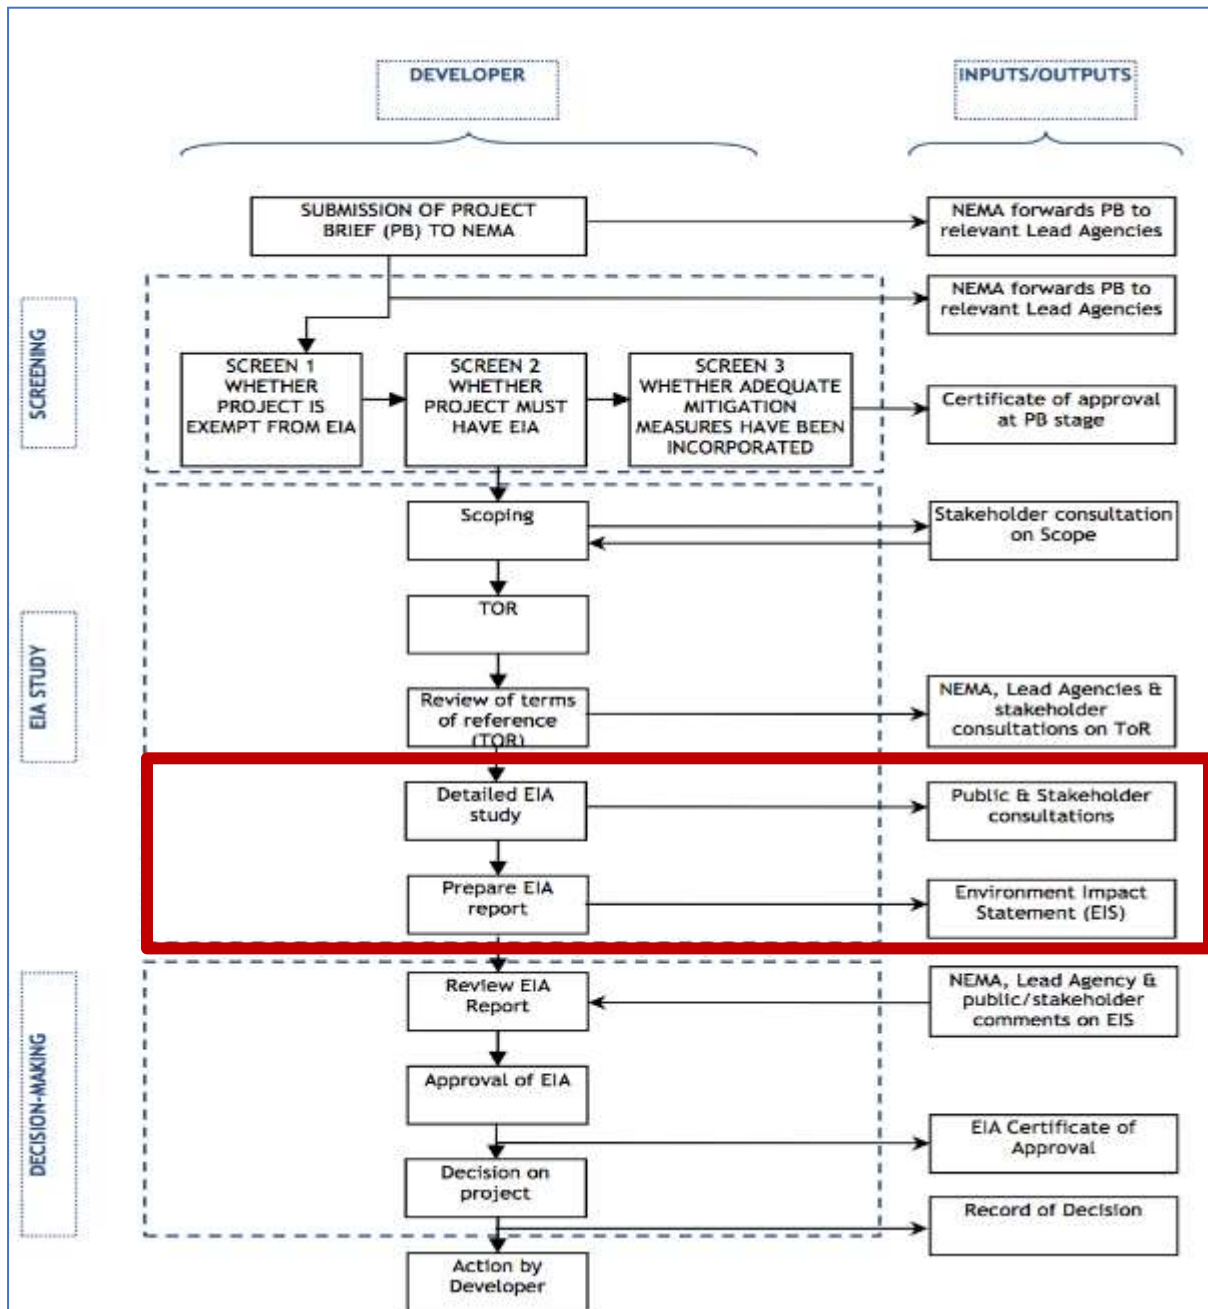 DEVELOPER
INPUTS/OUTPUTS
SUBMISSION OF PROJECT
BRIEF (PB) TO NEMA
NEMA forwards PB to
relevant Lead Agencies
NEMA forwards PB to
relevant Lead Agencies
SCREENING
SCREEN 1
WHETHER
PROJECT IS
EXEMPT FROM EIA
SCREEN 2
WHETHER
PROJECT MUST
HAVE EIA
SCREEN 3
WHETHER ADEQUATE
MITIGATION
MEASURES HAVE BEEN
INCORPORATED
Certificate of approval
at PB stage
Scoping
Stakeholder consultation
on Scope
EIA STUDY
TOR
Review of terms
of reference
(TOR)
NEMA, Lead Agencies &
stakeholder
consultations on ToR
Detailed EIA
study
Public & Stakeholder
consultations
Prepare EIA
report
Environment Impact
Statement (EIS)
DECISION-MAKING
Review EIA
Report
NEMA, Lead Agency &
public/stakeholder
comments on EIS
Approval of EIA
EIA Certificate of
Approval
Decision on
project
Record of Decision
Action by
Developer